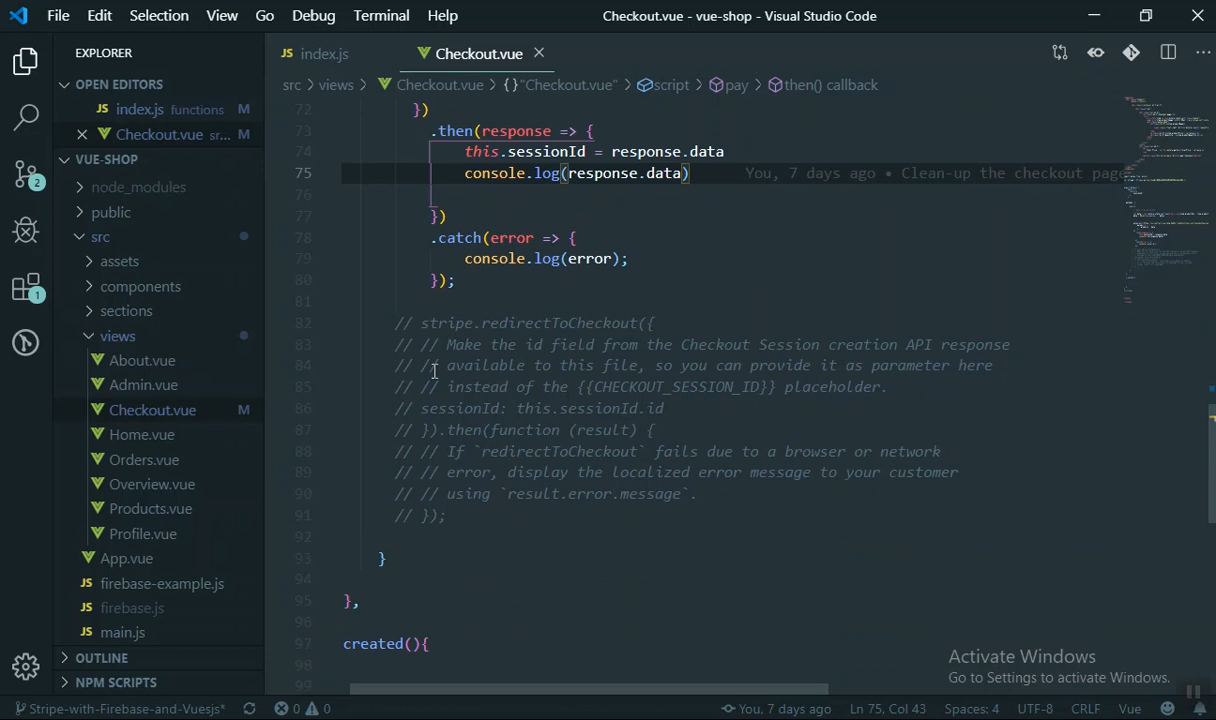 File Edit Selection View Go Debug Terminal Help Checkout.vue - vue-shop - Visual Studio Code
EXPLORER
JS index.js
Checkout.vue
OPEN EDITORS
src > views > Checkout.vue > {} "Checkout.vue" > script > pay > then() callback
JS index.js functions M
Checkout.vue sr... M
VUE-SHOP
node_modules
public
src
assets
components
sections
views
About.vue
Admin.vue
Checkout.vue M
Home.vue
Orders.vue
Overview.vue
Products.vue
Profile.vue
App.vue
JS firebase-example.js
JS firebase.js
JS main.js
OUTLINE
NPM SCRIPTS
2
1
72 })
73 .then(response => {
74 this.sessionId = response.data
75 console.log(response.data) You, 7 days ago • Clean-up the checkout page
76
77 })
78 .catch(error => {
79 console.log(error);
80 });
81
82 // stripe.redirectToCheckout({
83 // // Make the id field from the Checkout Session creation API response
84 // // available to this file, so you can provide it as parameter here
85 // // instead of the {{CHECKOUT_SESSION_ID}} placeholder.
86 // sessionId: this.sessionId.id
87 // }).then(function (result) {
88 // // If `redirectToCheckout` fails due to a browser or network
89 // // error, display the localized error message to your customer
90 // // using `result.error.message`.
91 // });
92
93 }
94
95 },
96
97 created(){
98
99
Activate Windows
Go to Settings to activate Windows.
Stripe-with-Firebase-and-Vuejs* 0 0 You, 7 days ago Ln 75, Col 43 Spaces: 4 UTF-8 CRLF Vue